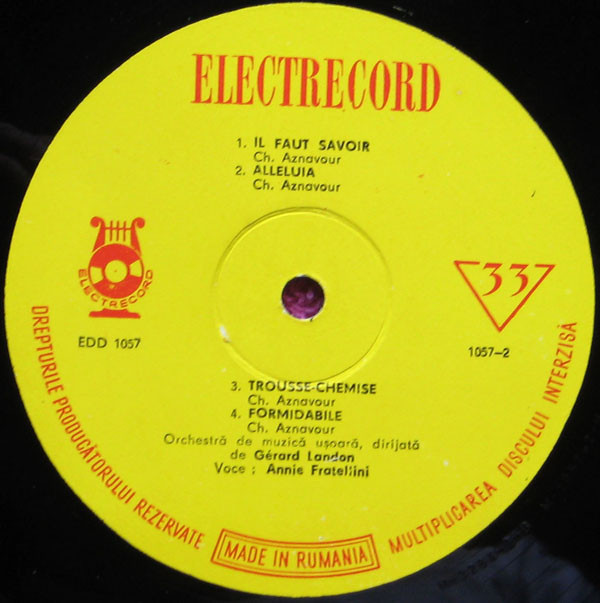 ELECTRECORD
1. IL FAUT SAVOIR
Ch. Aznavour
2. ALLELUIA
Ch. Aznavour
ELECTRECORD
33
EDD 1057
1057-2
3. TROUSSE-CHEMISE
Ch. Aznavour
4. FORMIDABILE
Ch. Aznavour
Orchestră de muzică ușoară, dirijată
de Gérard Landon
Voce : Annie Fratellini
DREPTURILE PRODUCĂTORULUI REZERVATE
MADE IN RUMANIA
MULTIPLICAREA DISCULUI INTERZISĂ